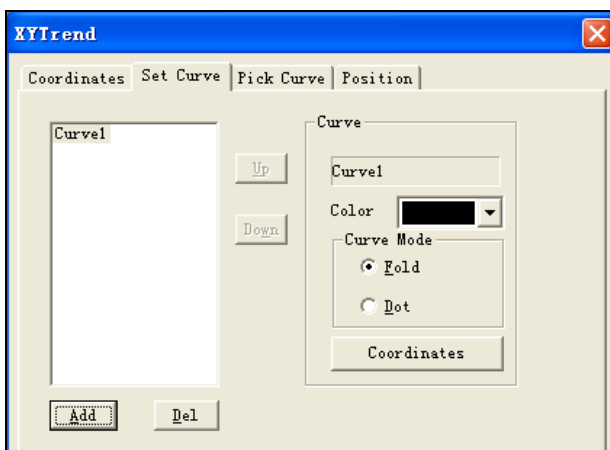 XYTrend
Coordinates Set Curve Pick Curve Position
Curve1
Up
Down
Add Del
Curve
Curve1
Color
Curve Mode
Fold
Dot
Coordinates